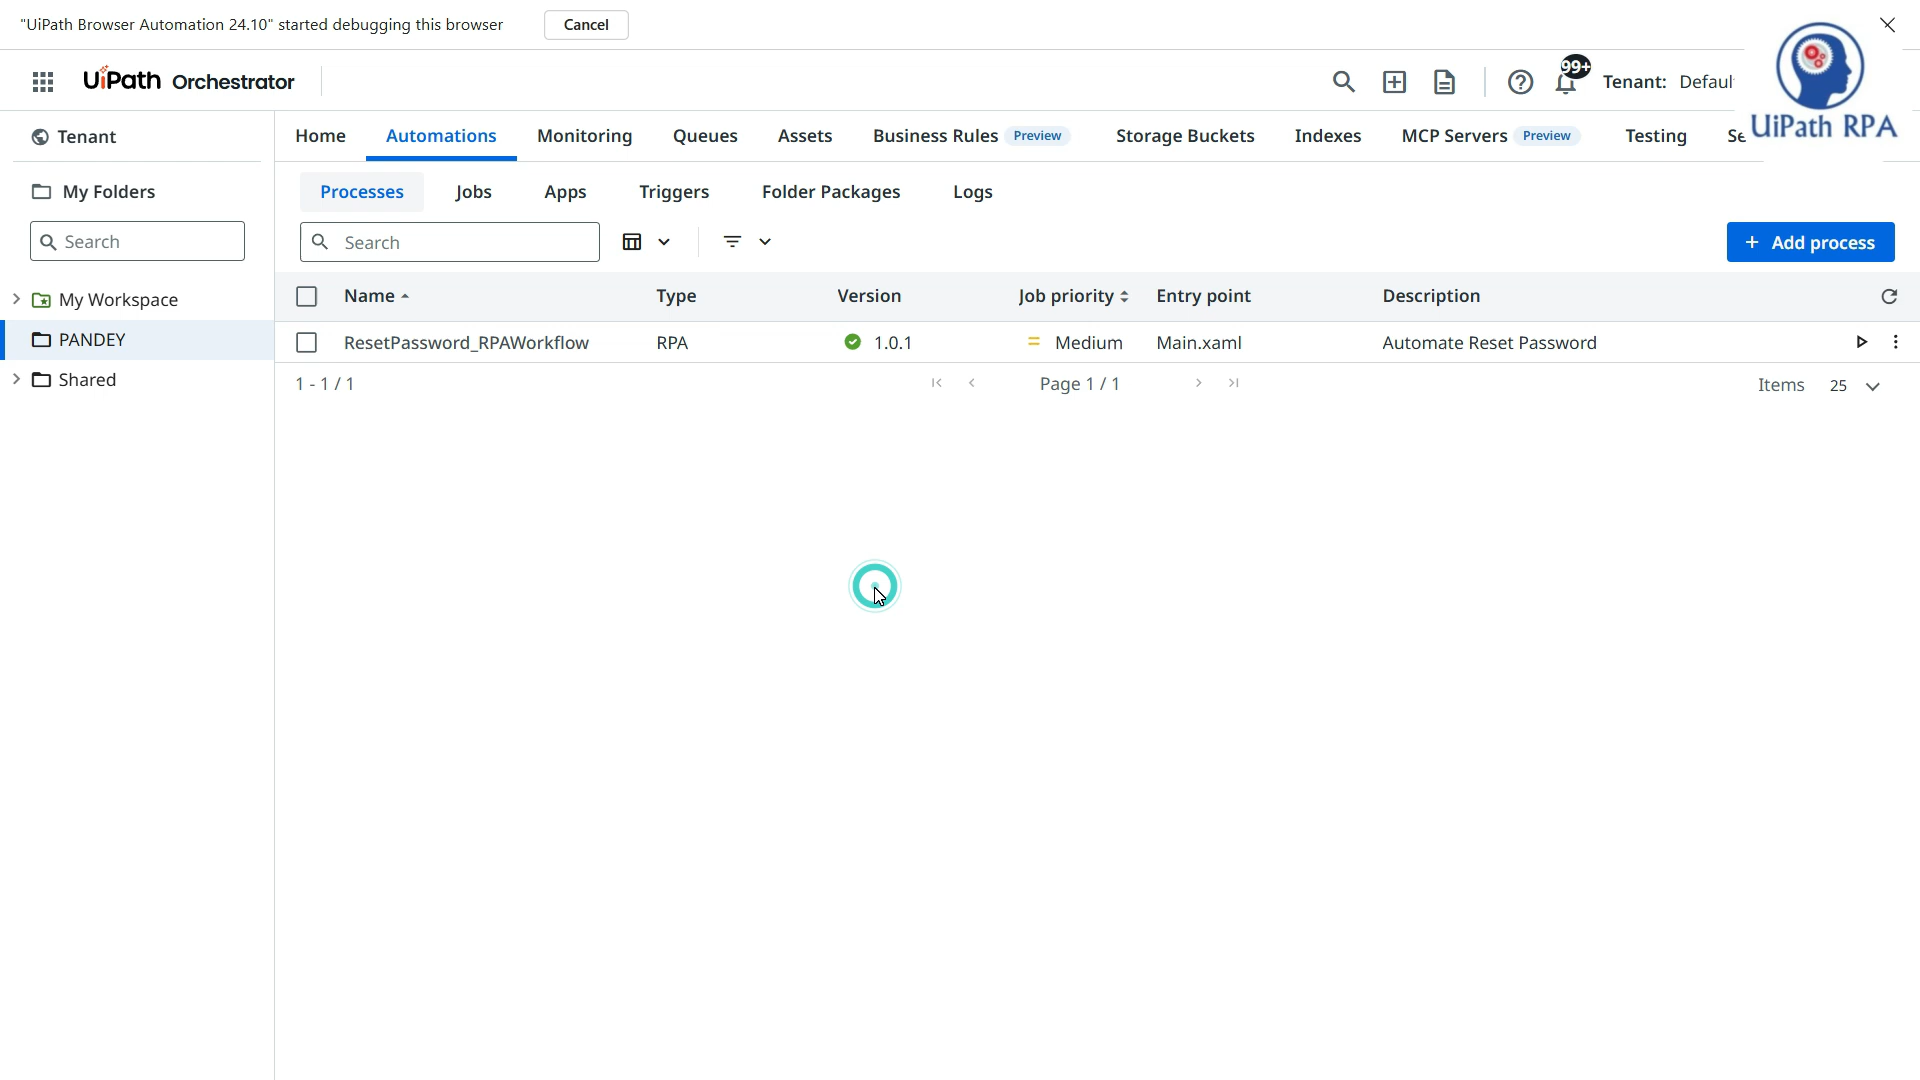 "UiPath Browser Automation 24.10" started debugging this browser Cancel
UiPath Orchestrator 99+ Tenant:
UiPath RPA
Tenant Home Automations Monitoring Queues Assets Business Rules Preview Storage Buckets Indexes MCP Servers Preview Testing
My Folders Processes Jobs Apps Triggers Folder Packages Logs
Search Search + Add process
Name Type Version Job priority Entry point Description
My Workspace
PANDEY ResetPassword_RPAWorkflow RPA 1.0.1 Medium Main.xaml Automate Reset Password
Shared 1 - 1 / 1 Page 1 / 1 Items 25